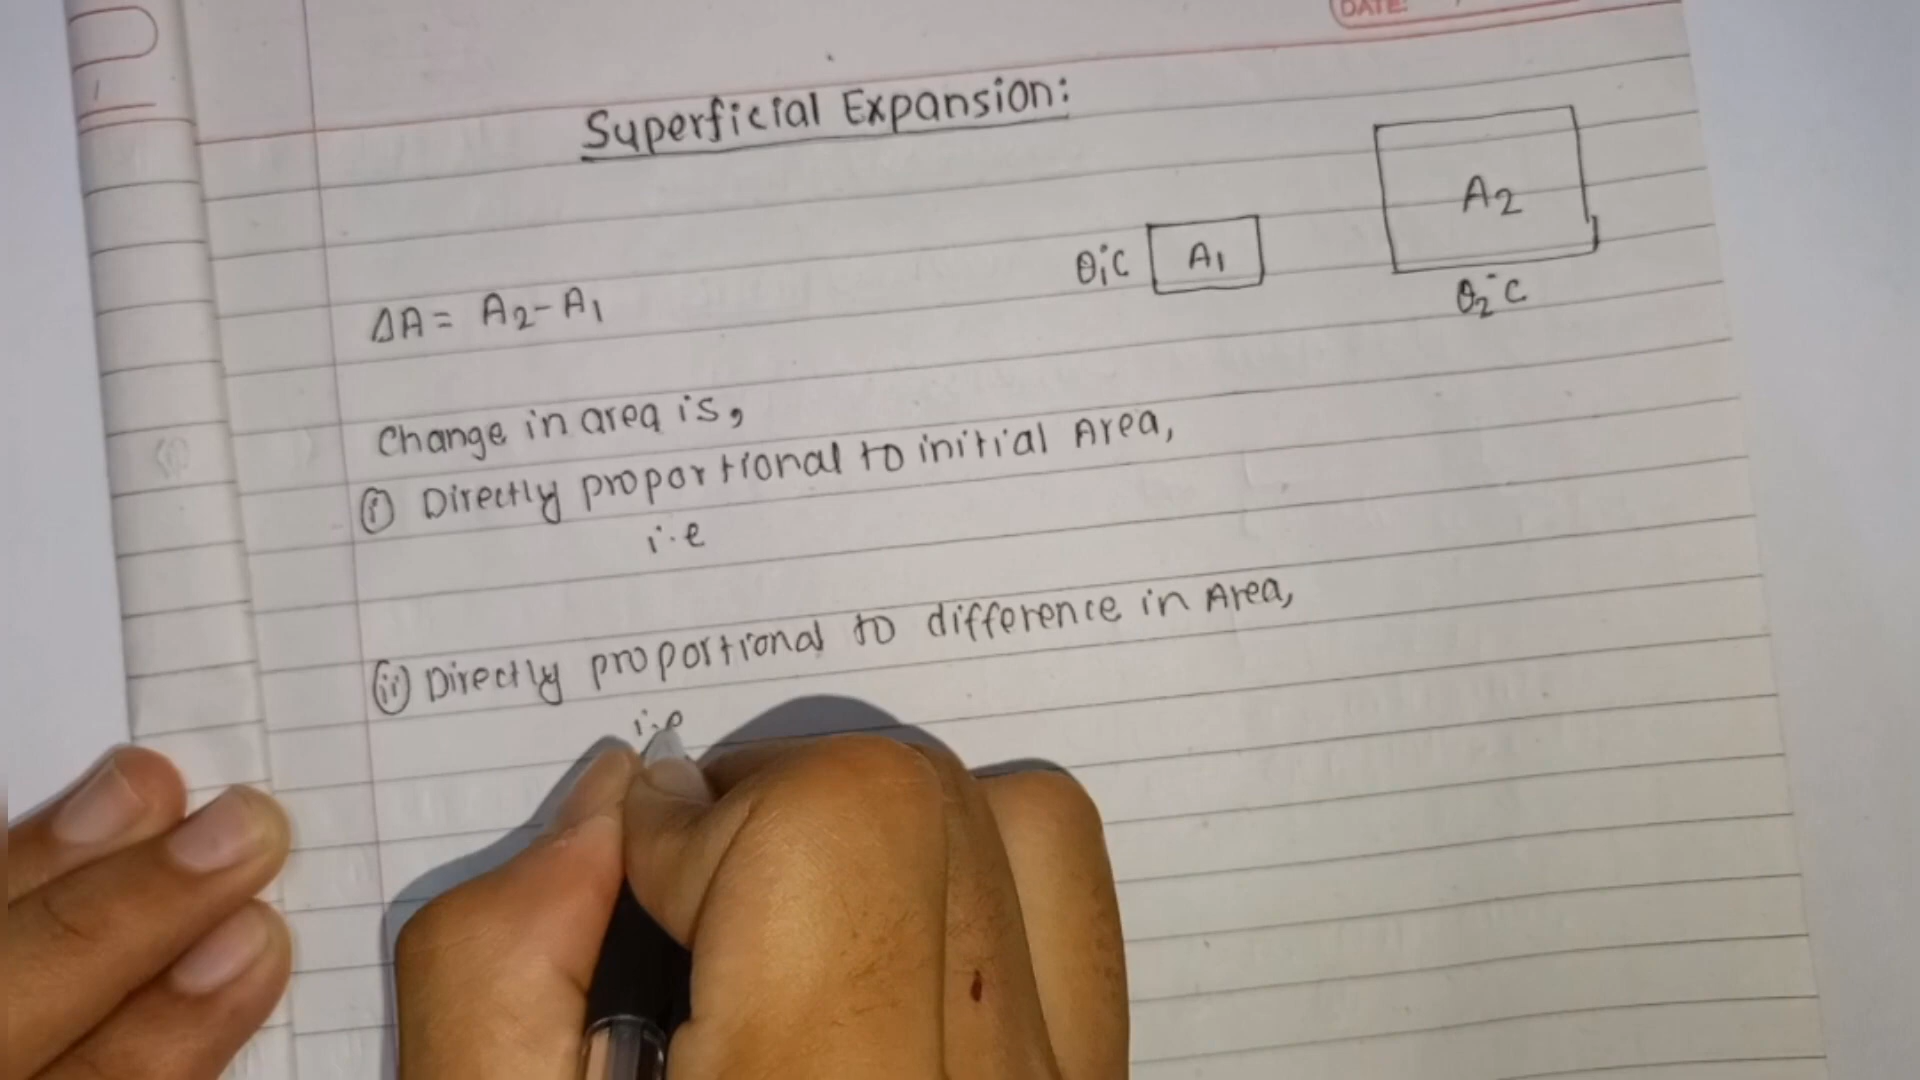 DATE:
Superficial Expansion:
A2
θ1°C A1
θ2°C
ΔA = A2-A1
Change in area is,
(i) Directly proportional to initial Area,
i.e
(ii) Directly proportional to difference in Area,
i.e